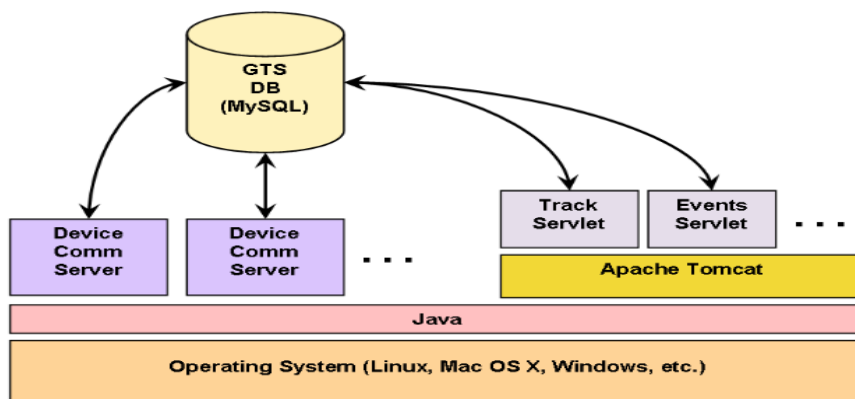 GTS
DB
(MySQL)
Track
Servlet
Events
Servlet
. . .
Device
Comm
Server
Device
Comm
Server
. . .
Apache Tomcat
Java
Operating System (Linux, Mac OS X, Windows, etc.)